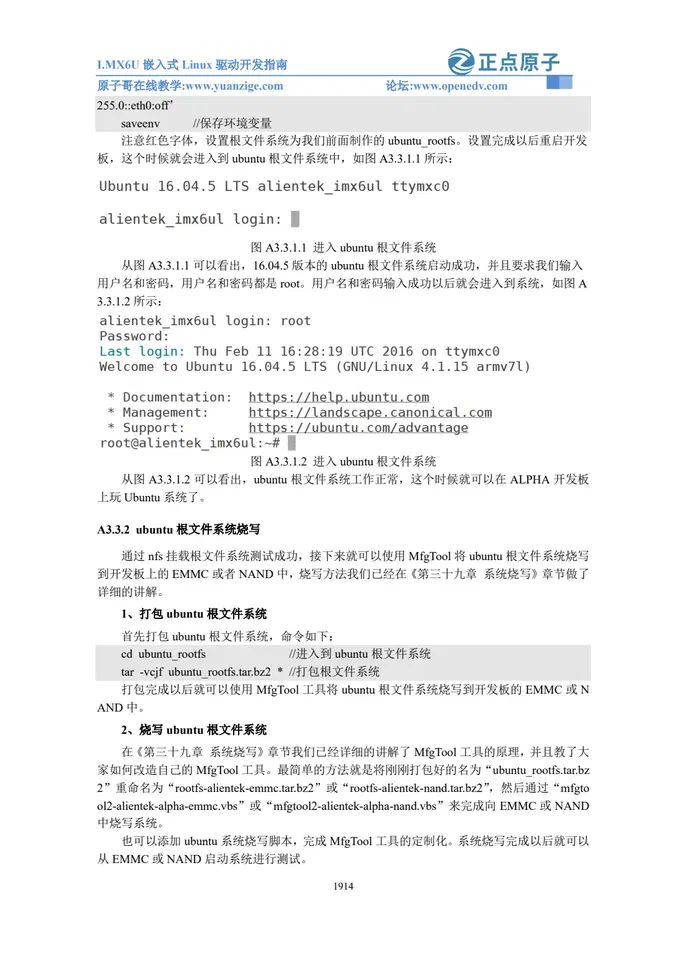 I.MX6U 嵌入式 Linux 驱动开发指南
正点原子
原子哥在线教学:www.yuanzige.com 论坛:www.openedv.com
255.0::eth0:off’
saveenv //保存环境变量
注意红色字体，设置根文件系统为我们前面制作的 ubuntu_rootfs。设置完成以后重启开发
板，这个时候就会进入到 ubuntu 根文件系统中，如图 A3.3.1.1 所示：
Ubuntu 16.04.5 LTS alientek_imx6ul ttymxc0
alientek_imx6ul login:
图 A3.3.1.1 进入 ubuntu 根文件系统
从图 A3.3.1.1 可以看出，16.04.5 版本的 ubuntu 根文件系统启动成功，并且要求我们输入
用户名和密码，用户名和密码都是 root。用户名和密码输入成功以后就会进入到系统，如图 A
3.3.1.2 所示：
alientek_imx6ul login: root
Password:
Last login: Thu Feb 11 16:28:19 UTC 2016 on ttymxc0
Welcome to Ubuntu 16.04.5 LTS (GNU/Linux 4.1.15 armv7l)
* Documentation: https://help.ubuntu.com
* Management: https://landscape.canonical.com
* Support: https://ubuntu.com/advantage
root@alientek_imx6ul:~#
图 A3.3.1.2 进入 ubuntu 根文件系统
从图 A3.3.1.2 可以看出，ubuntu 根文件系统工作正常，这个时候就可以在 ALPHA 开发板
上玩 Ubuntu 系统了。
A3.3.2 ubuntu 根文件系统烧写
通过 nfs 挂载根文件系统测试成功，接下来就可以使用 MfgTool 将 ubuntu 根文件系统烧写
到开发板上的 EMMC 或者 NAND 中，烧写方法我们已经在《第三十九章 系统烧写》章节做了
详细的讲解。
1、打包 ubuntu 根文件系统
首先打包 ubuntu 根文件系统，命令如下：
cd ubuntu_rootfs //进入到 ubuntu 根文件系统
tar -vcjf ubuntu_rootfs.tar.bz2 * //打包根文件系统
打包完成以后就可以使用 MfgTool 工具将 ubuntu 根文件系统烧写到开发板的 EMMC 或 N
AND 中。
2、烧写 ubuntu 根文件系统
在《第三十九章 系统烧写》章节我们已经详细的讲解了 MfgTool 工具的原理，并且教了大
家如何改造自己的 MfgTool 工具。最简单的方法就是将刚刚打包好的名为“ubuntu_rootfs.tar.bz
2”重命名为“rootfs-alientek-emmc.tar.bz2”或“rootfs-alientek-nand.tar.bz2”，然后通过“mfgto
ol2-alientek-alpha-emmc.vbs”或“mfgtool2-alientek-alpha-nand.vbs”来完成向 EMMC 或 NAND
中烧写系统。
也可以添加 ubuntu 系统烧写脚本，完成 MfgTool 工具的定制化。系统烧写完成以后就可以
从 EMMC 或 NAND 启动系统进行测试。
1914